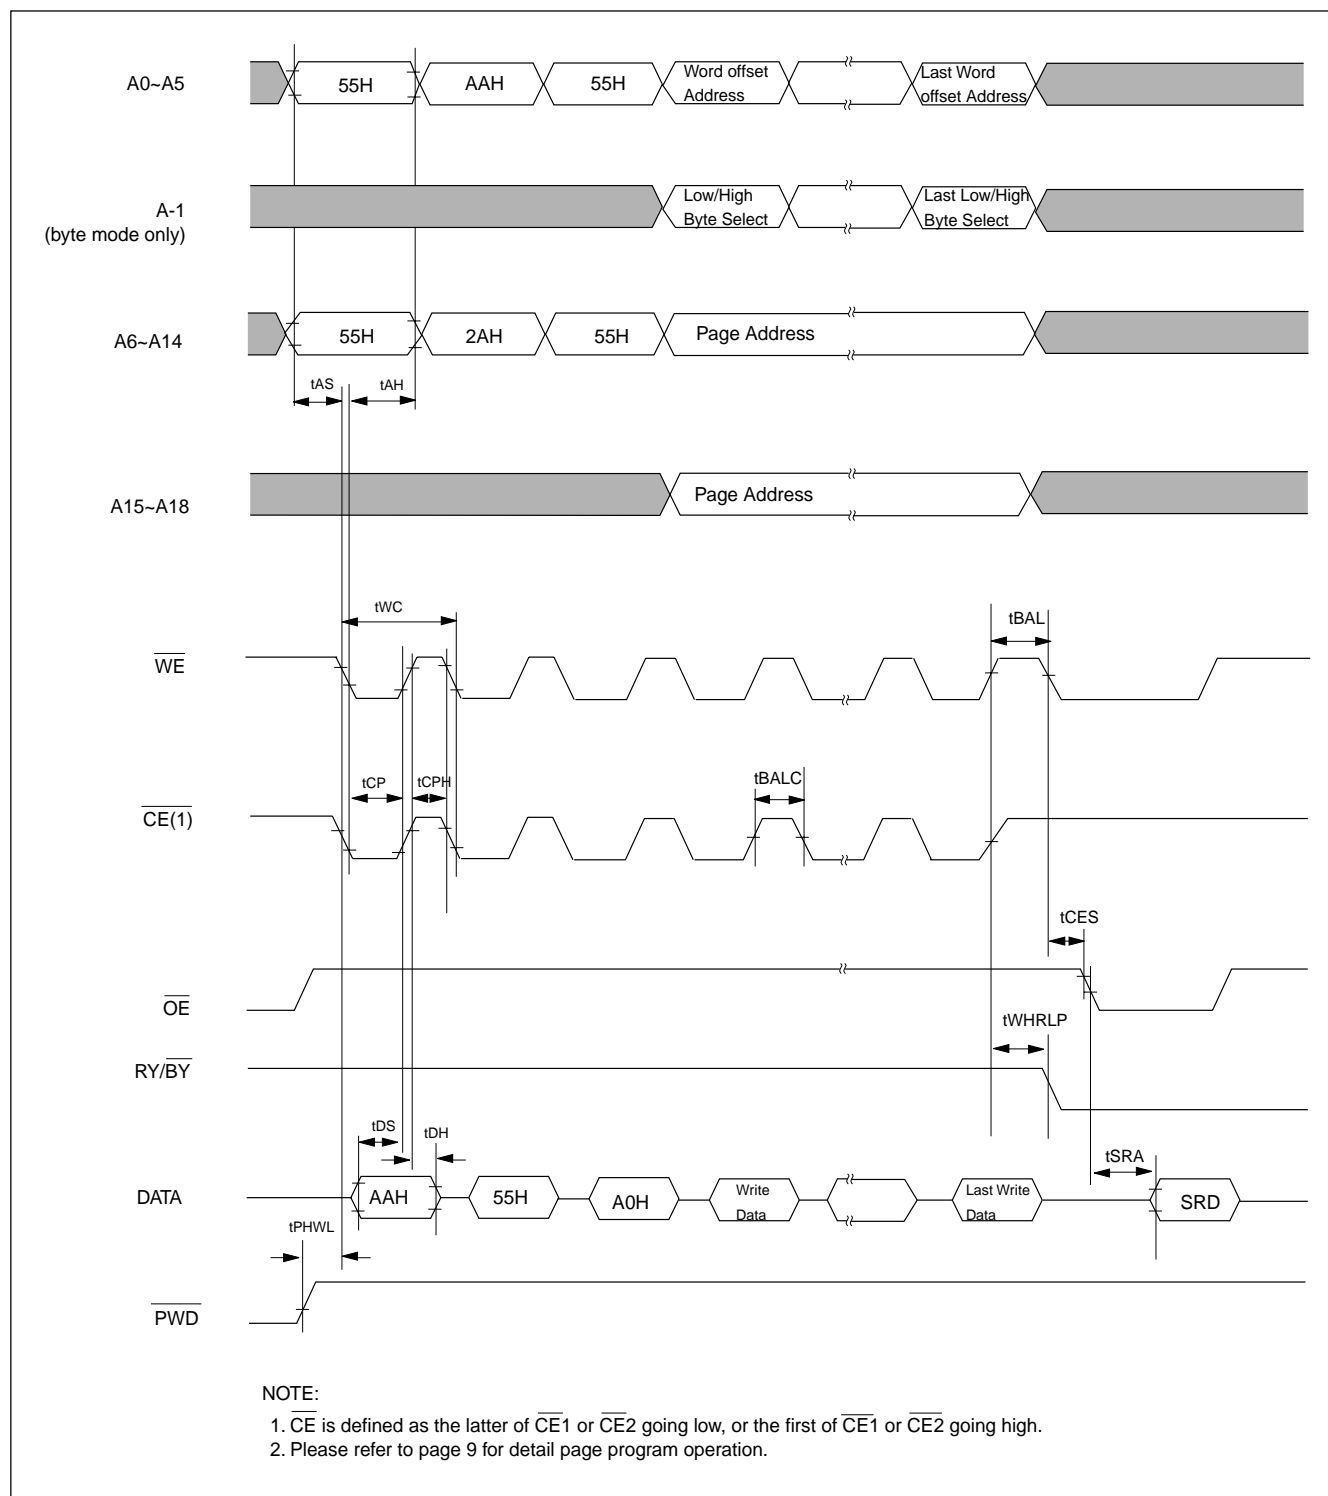 A0~A5
55H
AAH
55H
Word offset
Address
Last Word
offset Address
A-1
(byte mode only)
Low/High
Byte Select
Last Low/High
Byte Select
A6~A14
55H
2AH
55H
Page Address
tAS
tAH
A15~A18
Page Address
tWC
tBAL
WE
tCP
tCPH
tBALC
CE(1)
tCES
OE
tWHRLP
RY/BY
tDS
tDH
tSRA
DATA
AAH
55H
A0H
Write
Data
Last Write
Data
SRD
tPHWL
PWD
NOTE:
1. CE is defined as the latter of CE1 or CE2 going low, or the first of CE1 or CE2 going high.
2. Please refer to page 9 for detail page program operation.